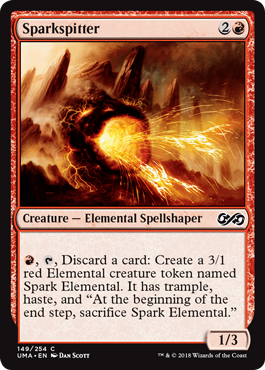 Sparkspitter 2
Creature — Elemental Spellshaper
, , Discard a card: Create a 3/1
red Elemental creature token named
Spark Elemental. It has trample,
haste, and “At the beginning of the
end step, sacrifice Spark Elemental.”
1/3
149/254 C
UMA • EN Dan Scott
™ & © 2018 Wizards of the Coast